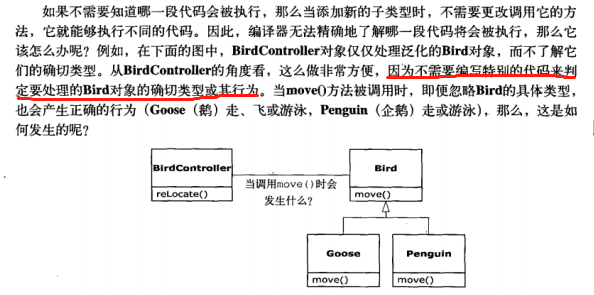 如果不需要知道哪一段代码会被执行，那么当添加新的子类型时，不需要更改调用它的方
法，它就能够执行不同的代码。因此，编译器无法精确地了解哪一段代码将会被执行，那么它
该怎么办呢？例如，在下面的图中，BirdController对象仅仅处理泛化的Bird对象，而不了解它
们的确切类型。从BirdController的角度看，这么做非常方便，因为不需要编写特别的代码来判
定要处理的Bird对象的确切类型或其行为。当move()方法被调用时，即便忽略Bird的具体类型，
也会产生正确的行为（Goose（鹅）走、飞或游泳，Penguin（企鹅）走或游泳），那么，这是如
何发生的呢？
BirdController
reLocate()
当调用move()时会
发生什么？
Bird
move()
Goose
move()
Penguin
move()